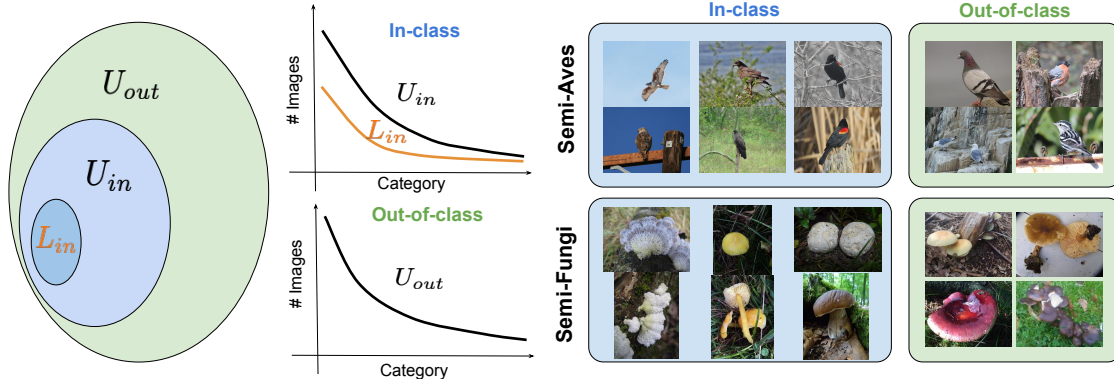 U_out
U_in
L_in
In-class
# Images
U_in
L_in
Category
Out-of-class
# Images
U_out
Category
In-class
Out-of-class
Semi-Aves
Semi-Fungi